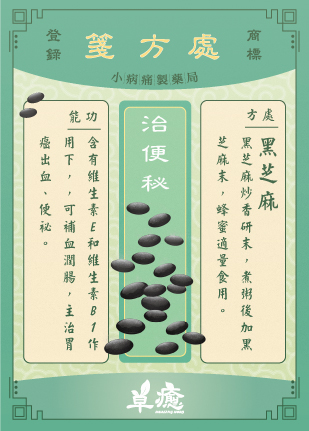 商標
處方箋
登錄
小病痛製藥局
處方
黑芝麻
黑芝麻炒香研末,煮粥後加黑
芝麻末,蜂蜜適量食用。
治便秘
功能
含有維生素E和維生素B1作
用下,,可補血潤腸,主治胃
癌出血、便祕。
草癒